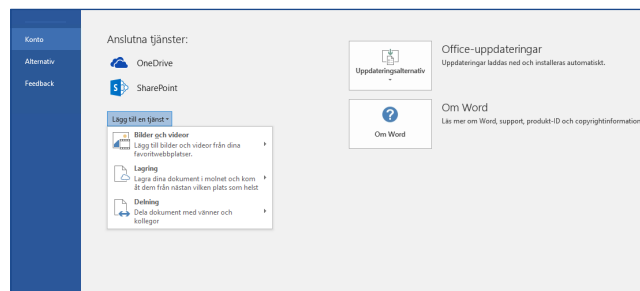 Konto
Alternativ
Feedback
Anslutna tjänster:
OneDrive
SharePoint
Lägg till en tjänst
Bilder och videor
Lägg till bilder och videor från dina
favoritwebbplatser.
Lagring
Lagra dina dokument i molnet och kom
åt dem från nästan vilken plats som helst
Delning
Dela dokument med vänner och
kollegor
Uppdateringsalternativ
Office-uppdateringar
Uppdateringar laddas ned och installeras automatiskt.
Om Word
Om Word
Läs mer om Word, support, produkt-ID och copyrightinformation